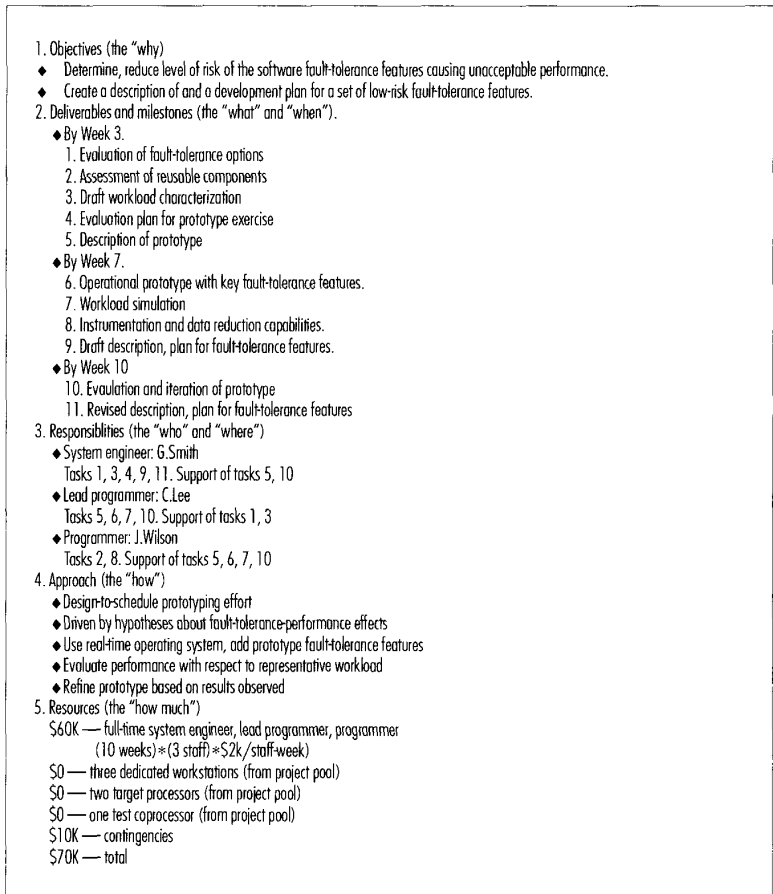 1. Objectives (the "why)
◆ Determine, reduce level of risk of the software fault-tolerance features causing unacceptable performance.
◆ Create a description of and a development plan for a set of low-risk fault-tolerance features.
2. Deliverables and milestones (the "what" and "when").
◆By Week 3.
1. Evaluation of fault-tolerance options
2. Assessment of reusable components
3. Draft workload characterization
4. Evaluation plan for prototype exercise
5. Description of prototype
◆By Week 7.
6. Operational prototype with key fault-tolerance features.
7. Workload simulation
8. Instrumentation and data reduction capabilities.
9. Draft description, plan for fault-tolerance features.
◆By Week 10
10. Evaulation and iteration of prototype
11. Revised description, plan for fault-tolerance features
3. Responsiblities (the "who" and "where")
◆System engineer: G.Smith
Tasks 1, 3, 4, 9, 11. Support of tasks 5, 10
◆Lead programmer: C.Lee
Tasks 5, 6, 7, 10. Support of tasks 1, 3
◆Programmer: J.Wilson
Tasks 2, 8. Support of tasks 5, 6, 7, 10
4. Approach (the "how")
◆Design-to-schedule prototyping effort
◆Driven by hypotheses about fault-tolerance-performance effects
◆Use real-time operating system, add prototype fault-tolerance features
◆Evaluate performance with respect to representative workload
◆Refine prototype based on results observed
5. Resources (the "how much")
$60K — full-time system engineer, lead programmer, programmer
(10 weeks)*(3 staff)*$2k/staff-week)
$0 — three dedicated workstations (from project pool)
$0 — two target processors (from project pool)
$0 — one test coprocessor (from project pool)
$10K — contingencies
$70K — total